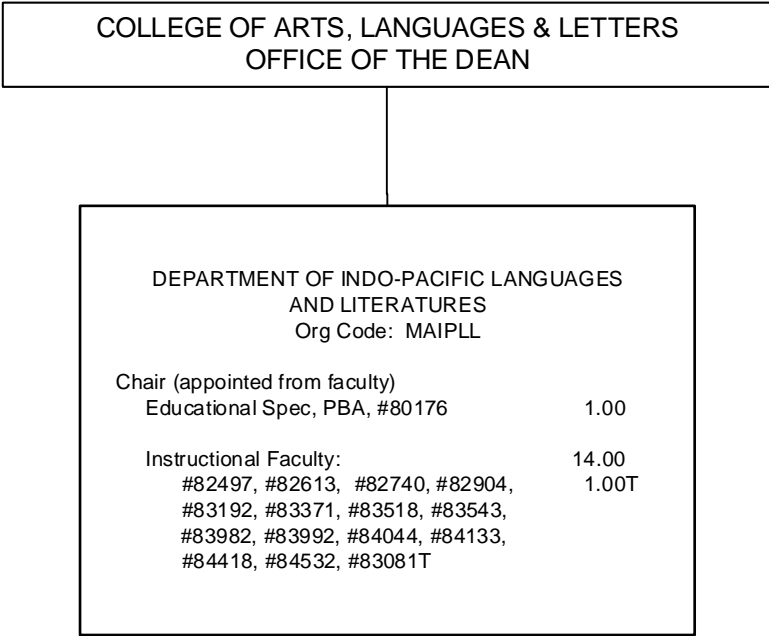 COLLEGE OF ARTS, LANGUAGES & LETTERS
OFFICE OF THE DEAN
DEPARTMENT OF INDO-PACIFIC LANGUAGES
AND LITERATURES
Org Code: MAIPLL
Chair (appointed from faculty)
Educational Spec, PBA, #80176 1.00
Instructional Faculty: 14.00
#82497, #82613, #82740, #82904, 1.00T
#83192, #83371, #83518, #83543,
#83982, #83992, #84044, #84133,
#84418, #84532, #83081T